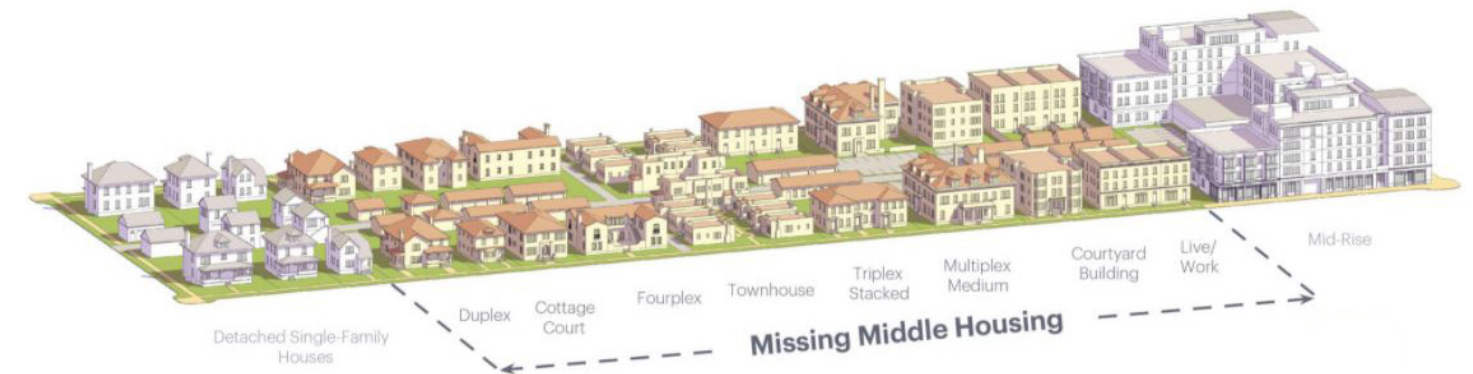 Detached Single-Family
Houses
Duplex
Cottage
Court
Fourplex
Townhouse
Triplex
Stacked
Multiplex
Medium
Courtyard
Building
Live/
Work
Mid-Rise
Missing Middle Housing